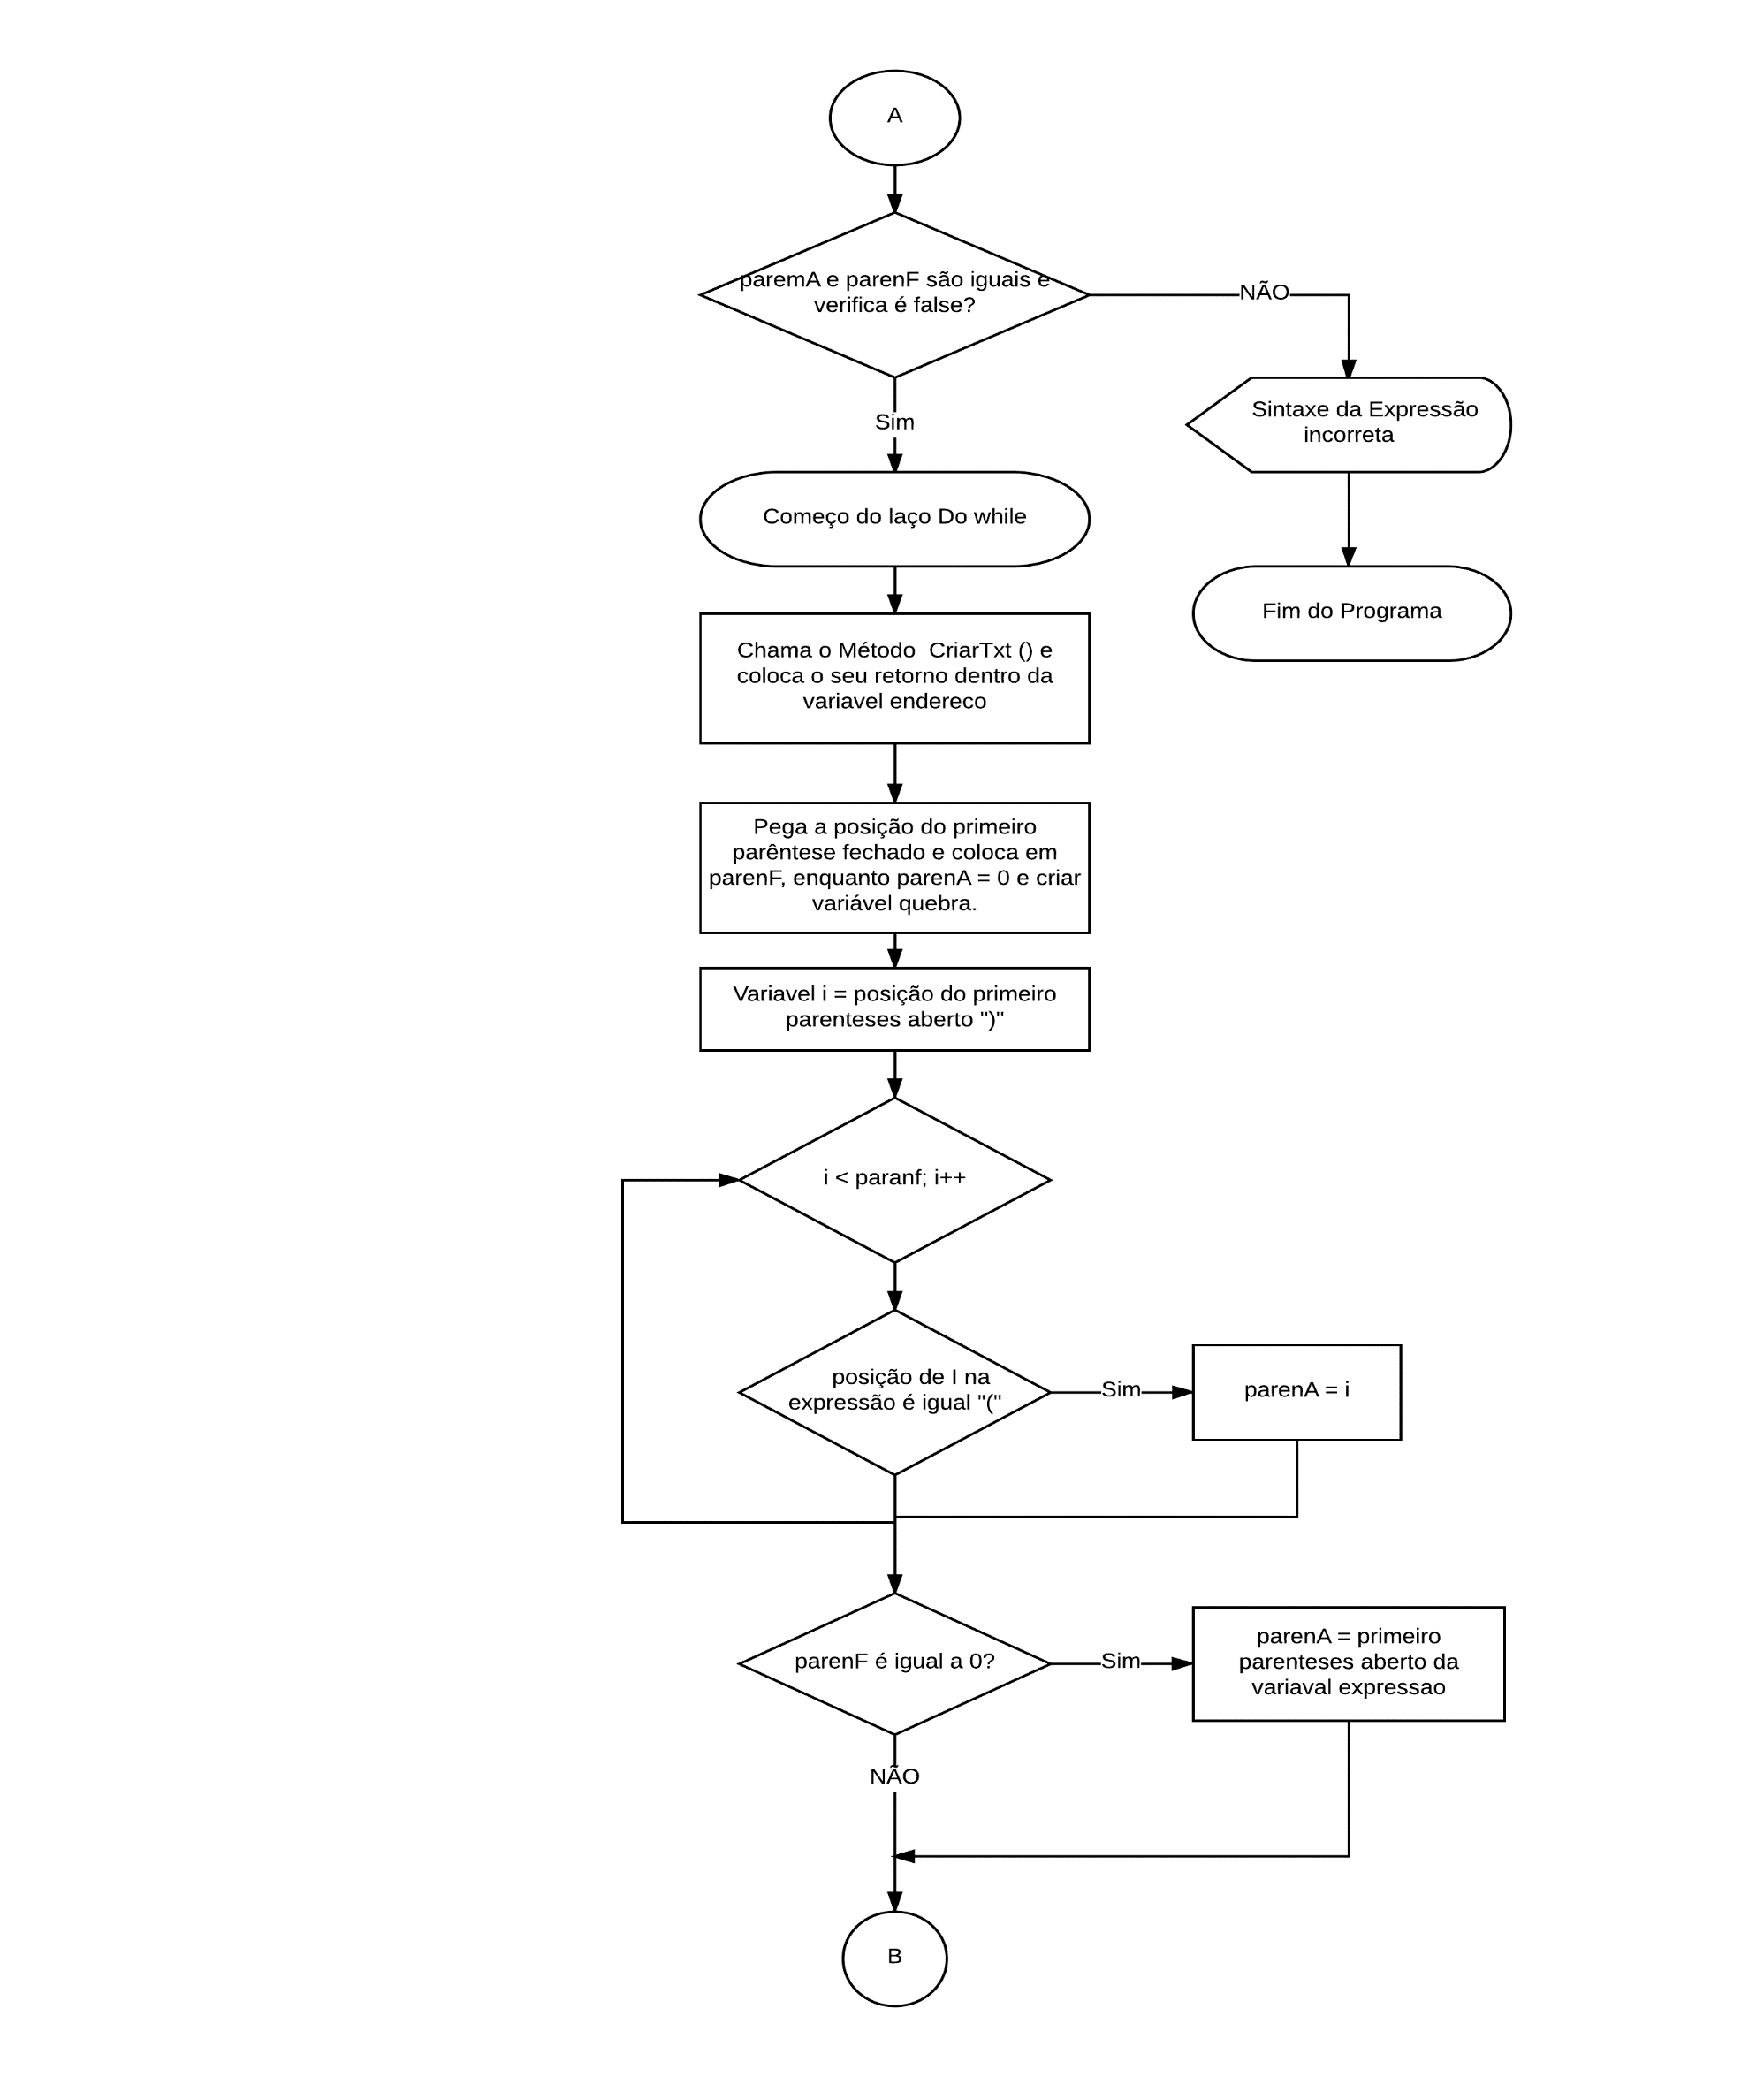 A
paremA e parenF são iguais e
verifica é false?
NÃO
Sintaxe da Expressão
incorreta
Sim
Começo do laço Do while
Fim do Programa
Chama o Método  CriarTxt () e
coloca o seu retorno dentro da
variavel endereco
Pega a posição do primeiro
parêntese fechado e coloca em
parenF, enquanto parenA = 0 e criar
variável quebra.
Variavel i = posição do primeiro
parenteses aberto ")"
i < paranf; i++
posição de I na
expressão é igual "("
Sim
parenA = i
parenF é igual a 0?
Sim
parenA = primeiro
parenteses aberto da
variaval expressao
NÃO
B